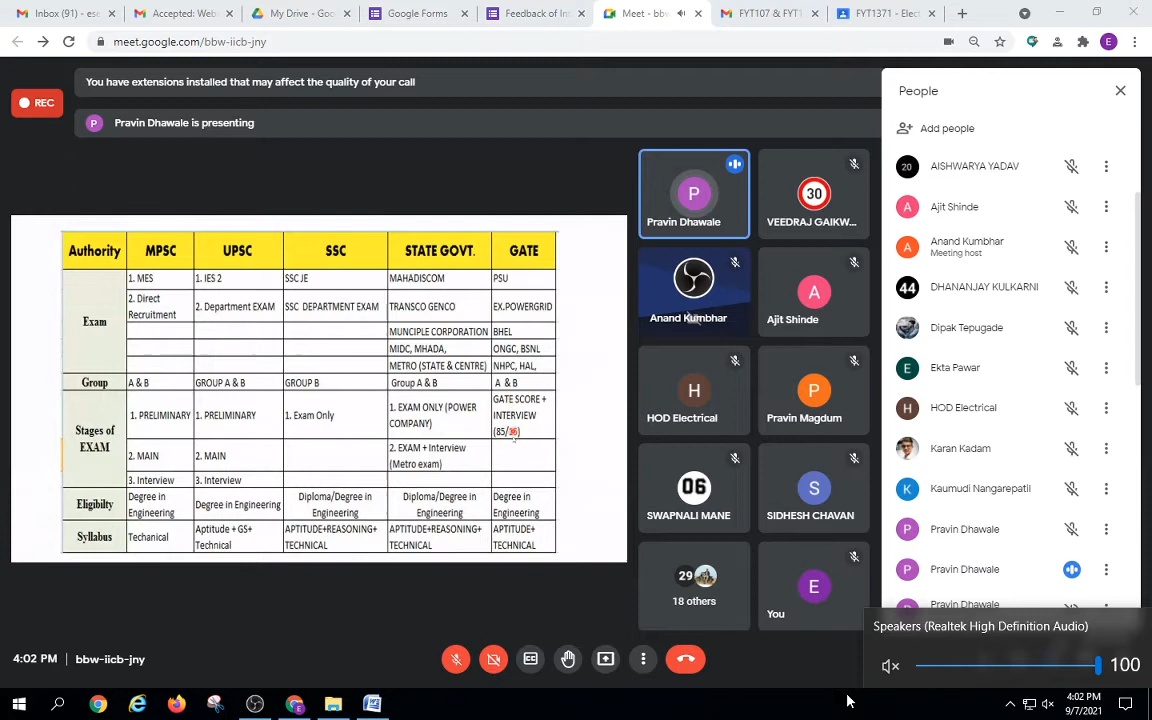 Inbox (91) - ese
Accepted: Web
My Drive - Goo
Google Forms
Feedback of Int
Meet - bbw
FYT107 & FYT1
FYT1371 - Elect
meet.google.com/bbw-iicb-jny
E
You have extensions installed that may affect the quality of your call
REC
P Pravin Dhawale is presenting
Authority MPSC UPSC SSC STATE GOVT. GATE
Exam
1. MES 1. IES 2 SSC JE MAHADISCOM PSU
2. Direct Recruitment 2. Department EXAM SSC DEPARTMENT EXAM TRANSCO GENCO EX.POWERGRID
MUNCIPLE CORPORATION BHEL
MIDC, MHADA, ONGC, BSNL
METRO (STATE & CENTRE) NHPC, HAL,
Group A & B GROUP A & B GROUP B Group A & B A & B
Stages of EXAM
1. PRELIMINARY 1. PRELIMINARY 1. Exam Only 1. EXAM ONLY (POWER COMPANY) GATE SCORE + INTERVIEW (85/
2. MAIN 2. MAIN 2. EXAM + Interview (Metro exam)
3. Interview 3. Interview
Eligibilty Degree in Engineering Degree in Engineering Diploma/Degree in Engineering Diploma/Degree in Engineering Degree in Engineering
Syllabus Techanical Aptitude + GS+ Technical APTITUDE+REASONING+ TECHNICAL APTITUDE+REASONING+ TECHNICAL APTITUDE+ TECHNICAL
P
Pravin Dhawale
30
VEEDRAJ GAIKW...
Anand Kumbhar
A
Ajit Shinde
H
HOD Electrical
P
Pravin Magdum
06
SWAPNALI MANE
S
SIDHESH CHAVAN
29
18 others
E
You
People
Add people
20 AISHWARYA YADAV
A Ajit Shinde
A Anand Kumbhar
Meeting host
44 DHANANJAY KULKARNI
Dipak Tepugade
E Ekta Pawar
H HOD Electrical
Karan Kadam
K Kaumudi Nangarepatil
P Pravin Dhawale
P Pravin Dhawale
Pravin Dhawale
Speakers (Realtek High Definition Audio)
100
4:02 PM
bbw-iicb-jny
4:02 PM
9/7/2021